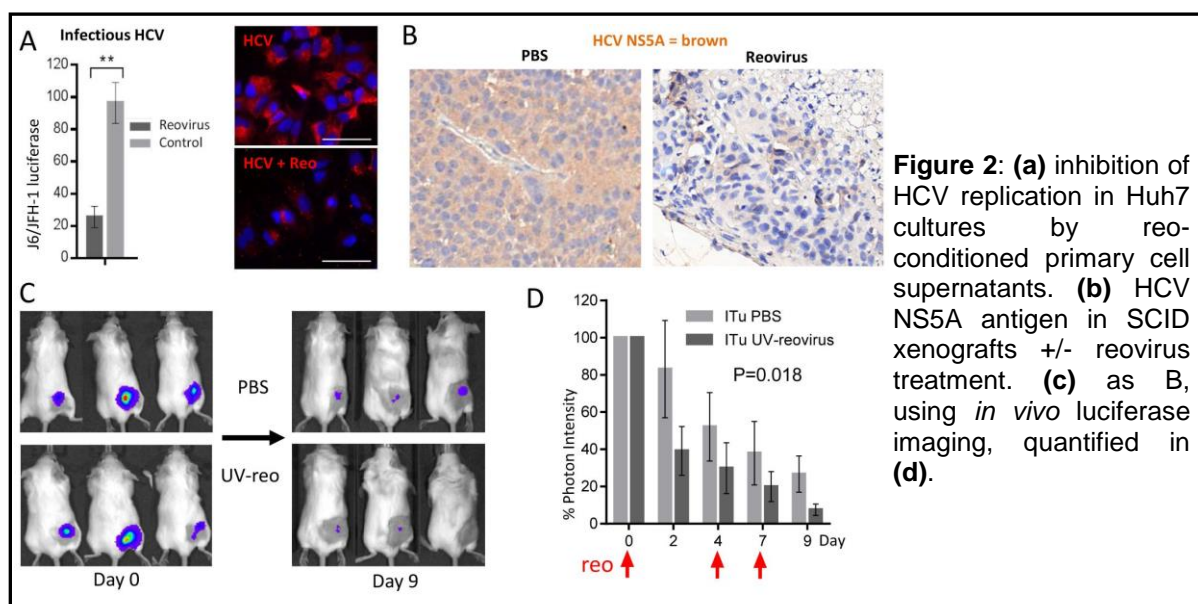 A
Infectious HCV
**
120
100
80
60
40
20
0
J6/JFH-1 luciferase
Reovirus
Control
HCV
HCV + Reo
B
HCV NS5A = brown
PBS
Reovirus
C
PBS
UV-reo
Day 0
Day 9
D
120
100
80
60
40
20
0
% Photon Intensity
ITu PBS
ITu UV-reovirus
P=0.018
0 2 4 7 9 Day
reo
Figure 2: (a) inhibition of
HCV replication in Huh7
cultures by reo-
conditioned primary cell
supernatants. (b) HCV
NS5A antigen in SCID
xenografts +/- reovirus
treatment. (c) as B,
using in vivo luciferase
imaging, quantified in
(d).